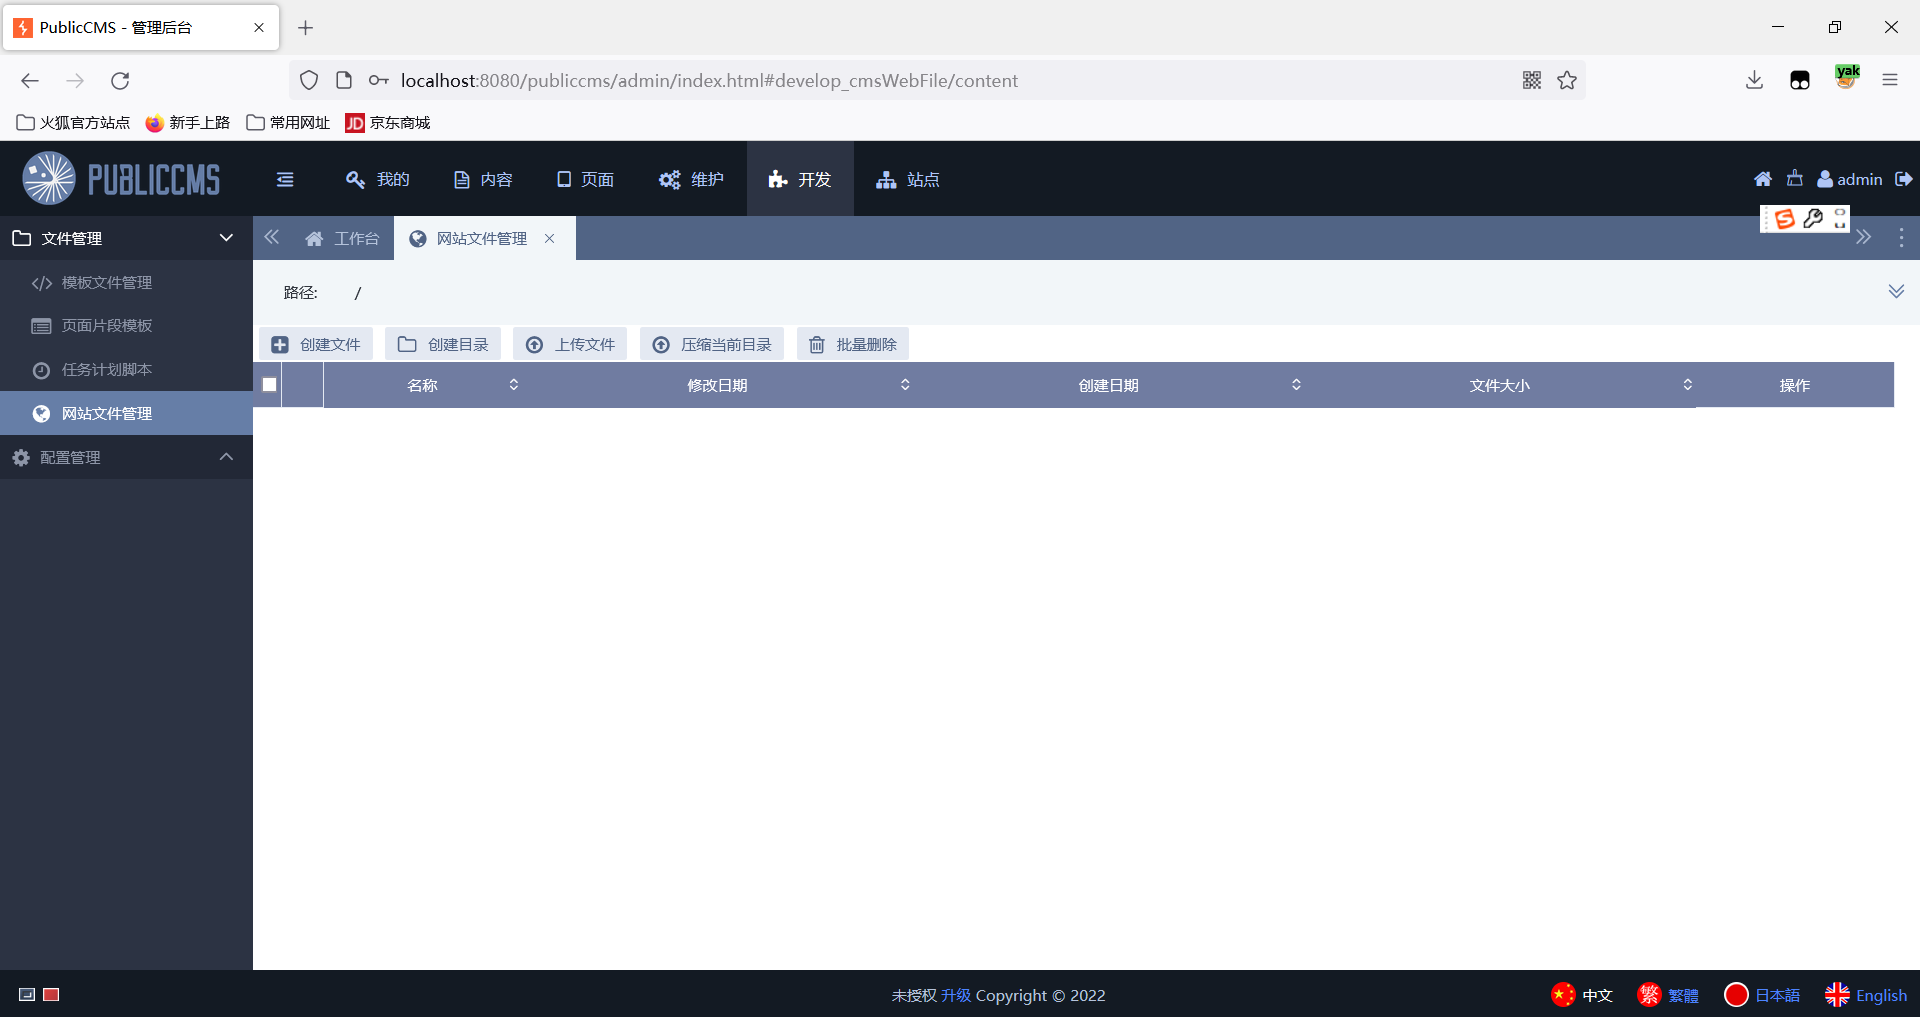 PublicCMS - 管理后台
localhost:8080/publiccms/admin/index.html#develop_cmsWebFile/content
yak
火狐官方站点 新手上路 常用网址 JD 京东商城
PUBLICCMS 我的 内容 页面 维护 开发 站点 admin
文件管理 工作台 网站文件管理
S
模板文件管理
页面片段模板
任务计划脚本
网站文件管理
配置管理
路径: /
创建文件 创建目录 上传文件 压缩当前目录 批量删除
名称 修改日期 创建日期 文件大小 操作
未授权 升级 Copyright © 2022
中文 繁 繁體 日本語 English